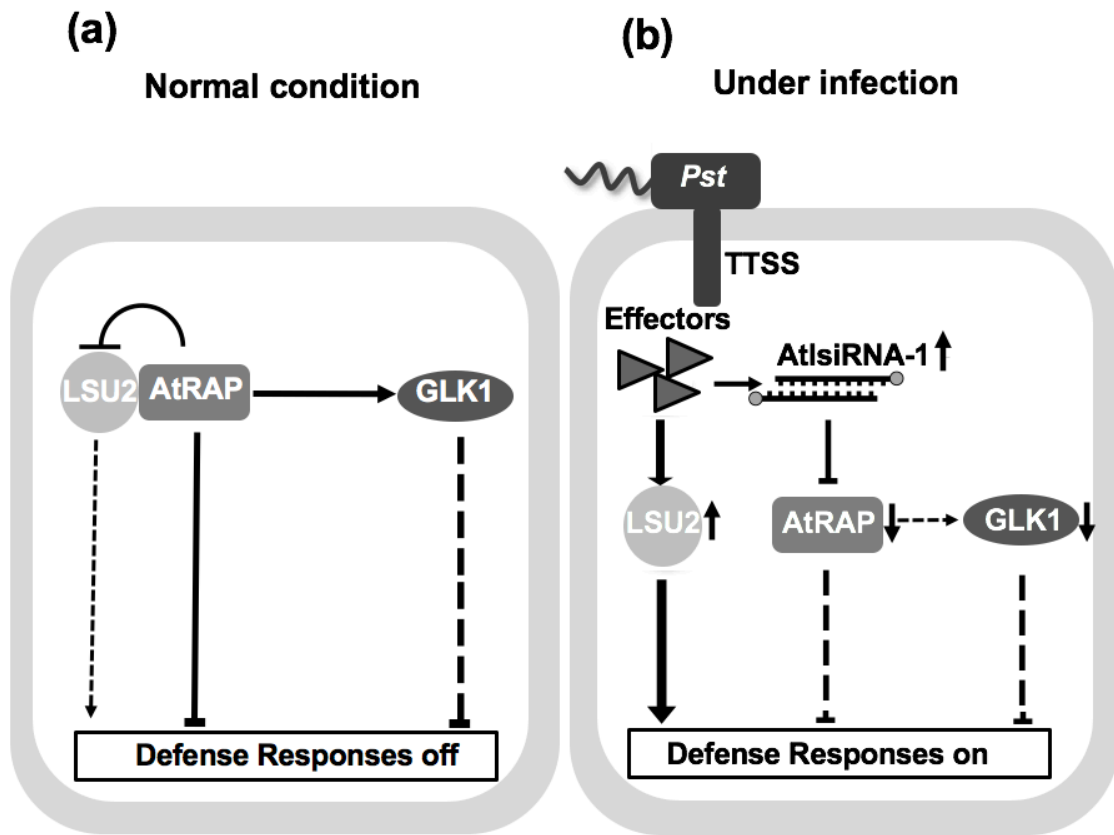 (a)
Normal condition
LSU2
AtRAP
GLK1
Defense Responses off
(b)
Under infection
Pst
TTSS
Effectors
AtlsiRNA-1
LSU2
AtRAP
GLK1
Defense Responses on